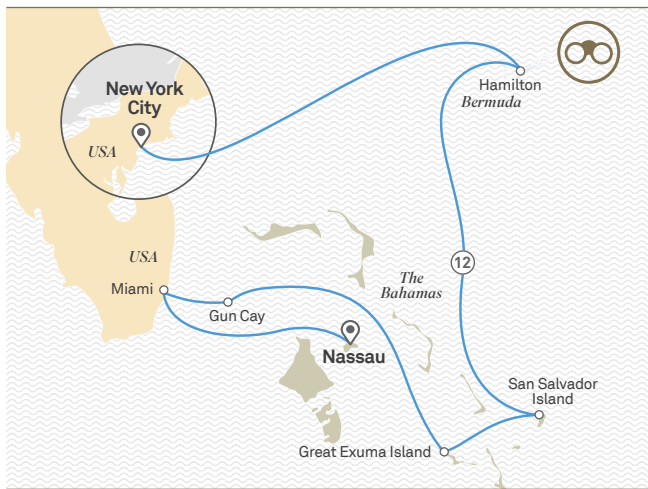 New York
City
USA
Hamilton
Bermuda
USA
Miami
Gun Cay
The
Bahamas
12
Nassau
San Salvador
Island
Great Exuma Island